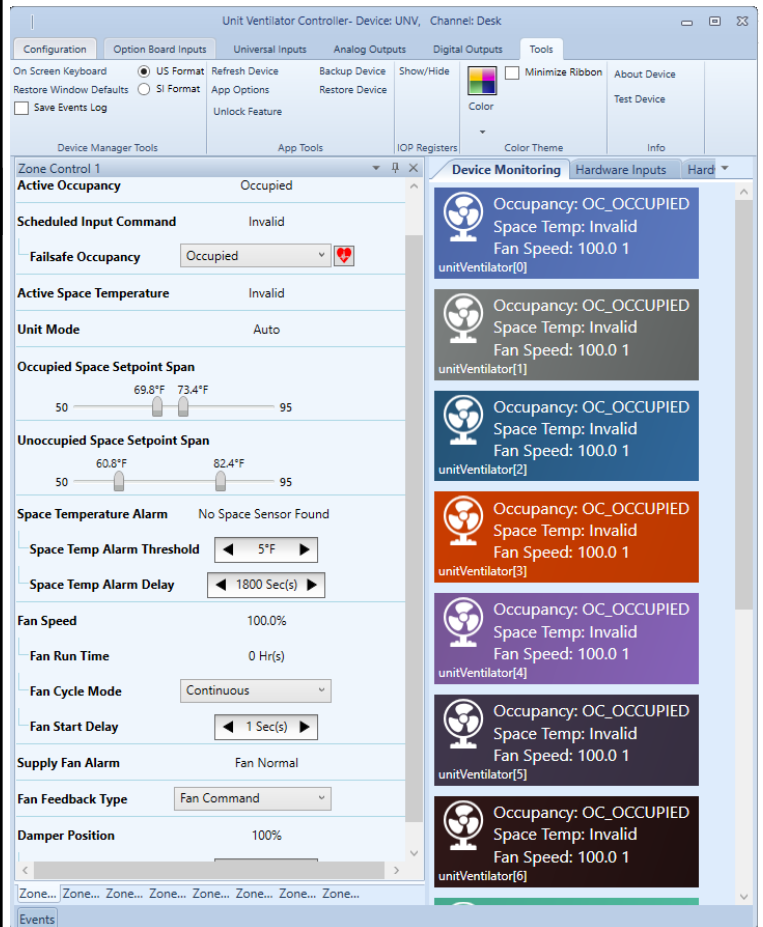 Unit Ventilator Controller- Device: UNV, Channel: Desk
Configuration Option Board Inputs Universal Inputs Analog Outputs Digital Outputs Tools
On Screen Keyboard US Format Refresh Device Backup Device Show/Hide Minimize Ribbon About Device
Restore Window Defaults SI Format App Options Restore Device Color Test Device
Save Events Log Unlock Feature
Device Manager Tools App Tools IOP Registers Color Theme Info
Zone Control 1
Active Occupancy Occupied
Scheduled Input Command Invalid
Failsafe Occupancy Occupied
Active Space Temperature Invalid
Unit Mode Auto
Occupied Space Setpoint Span
69.8°F 73.4°F
50 95
Unoccupied Space Setpoint Span
60.8°F 82.4°F
50 95
Space Temperature Alarm No Space Sensor Found
Space Temp Alarm Threshold 5°F
Space Temp Alarm Delay 1800 Sec(s)
Fan Speed 100.0%
Fan Run Time 0 Hr(s)
Fan Cycle Mode Continuous
Fan Start Delay 1 Sec(s)
Supply Fan Alarm Fan Normal
Fan Feedback Type Fan Command
Damper Position 100%
Zone... Zone... Zone... Zone... Zone... Zone... Zone... Zone...
Events
Device Monitoring Hardware Inputs Hard
Occupancy: OC_OCCUPIED
Space Temp: Invalid
Fan Speed: 100.0 1
unitVentilator[0]
Occupancy: OC_OCCUPIED
Space Temp: Invalid
Fan Speed: 100.0 1
unitVentilator[1]
Occupancy: OC_OCCUPIED
Space Temp: Invalid
Fan Speed: 100.0 1
unitVentilator[2]
Occupancy: OC_OCCUPIED
Space Temp: Invalid
Fan Speed: 100.0 1
unitVentilator[3]
Occupancy: OC_OCCUPIED
Space Temp: Invalid
Fan Speed: 100.0 1
unitVentilator[4]
Occupancy: OC_OCCUPIED
Space Temp: Invalid
Fan Speed: 100.0 1
unitVentilator[5]
Occupancy: OC_OCCUPIED
Space Temp: Invalid
Fan Speed: 100.0 1
unitVentilator[6]